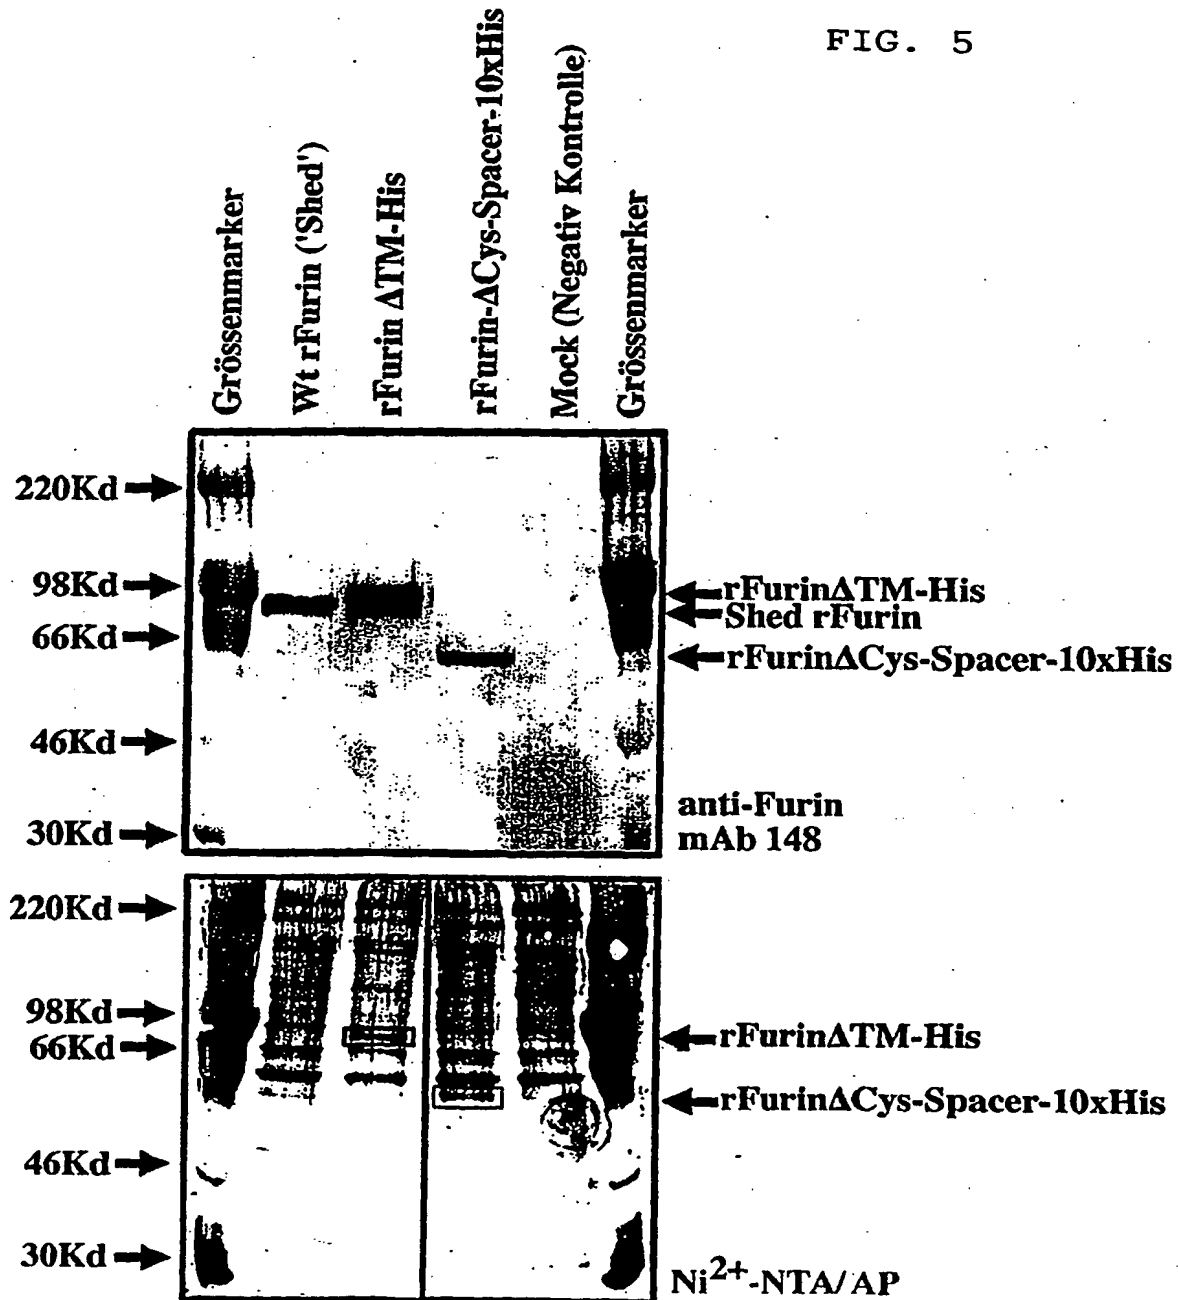 FIG. 5
Grössenmarker
Wt rFurin ('Shed')
rFurin ΔTM-His
rFurin-ΔCys-Spacer-10xHis
Mock (Negativ Kontrolle)
Grössenmarker
220Kd
98Kd
66Kd
46Kd
30Kd
rFurinΔTM-His
Shed rFurin
rFurinΔCys-Spacer-10xHis
anti-Furin
mAb 148
220Kd
98Kd
66Kd
46Kd
30Kd
rFurinΔTM-His
rFurinΔCys-Spacer-10xHis
Ni²⁺-NTA/AP